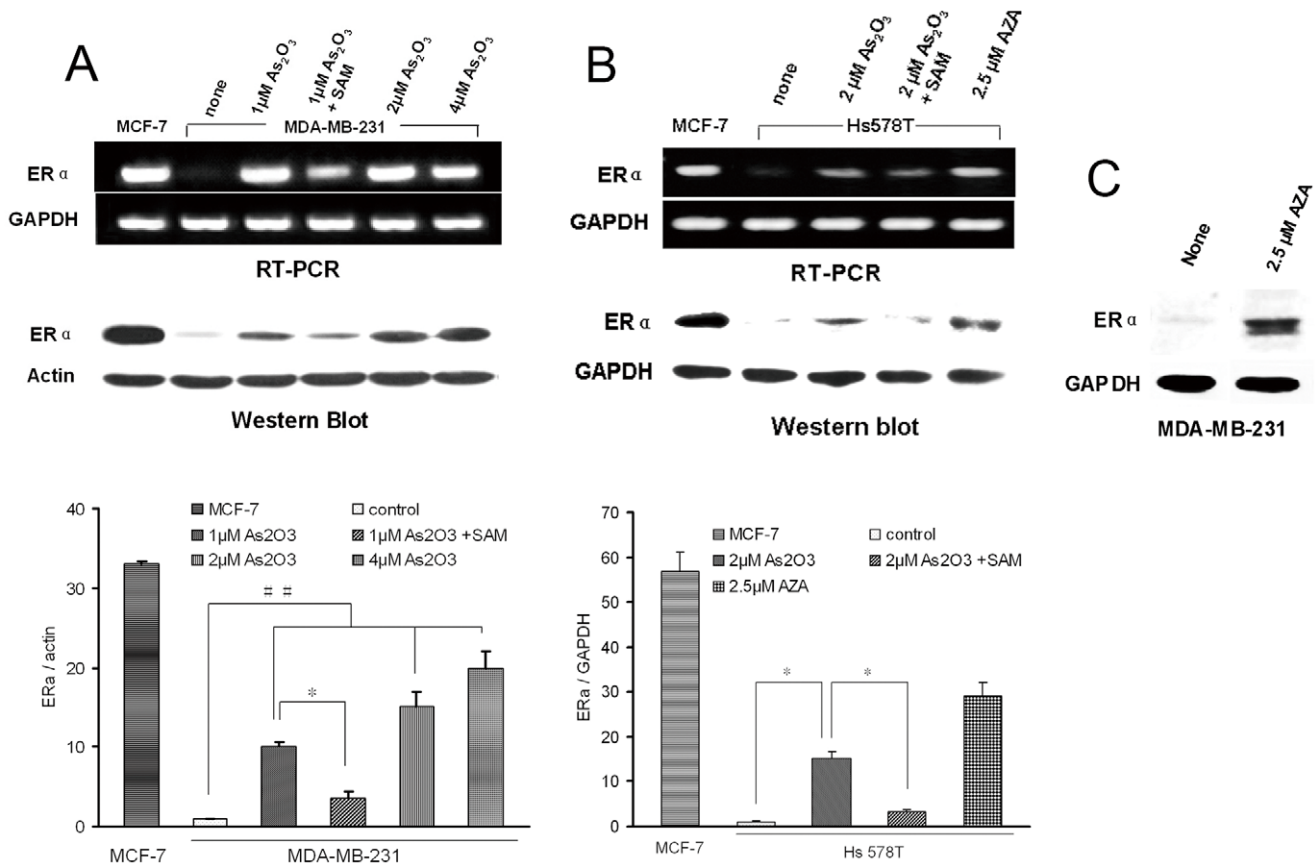 A
none
1μM As2O3
1μM As2O3
+ SAM
2μM As2O3
4μM As2O3
MCF-7
MDA-MB-231
ER α
GAPDH
RT-PCR
ER α
Actin
Western Blot
40
30
20
10
0
ERa / actin
MCF-7
control
1μM As2O3
1μM As2O3 +SAM
2μM As2O3
4μM As2O3
# #
*
MCF-7
MDA-MB-231
B
none
2 μM As2O3
2 μM As2O3
+ SAM
2.5 μM AZA
MCF-7
Hs578T
ER α
GAPDH
RT-PCR
ER α
GAPDH
Western blot
70
60
50
40
30
20
10
0
ERa / GAPDH
MCF-7
control
2μM As2O3
2μM As2O3 +SAM
2.5μM AZA
*
*
MCF-7
Hs 578T
C
None
2.5 μM AZA
ER α
GAPDH
MDA-MB-231